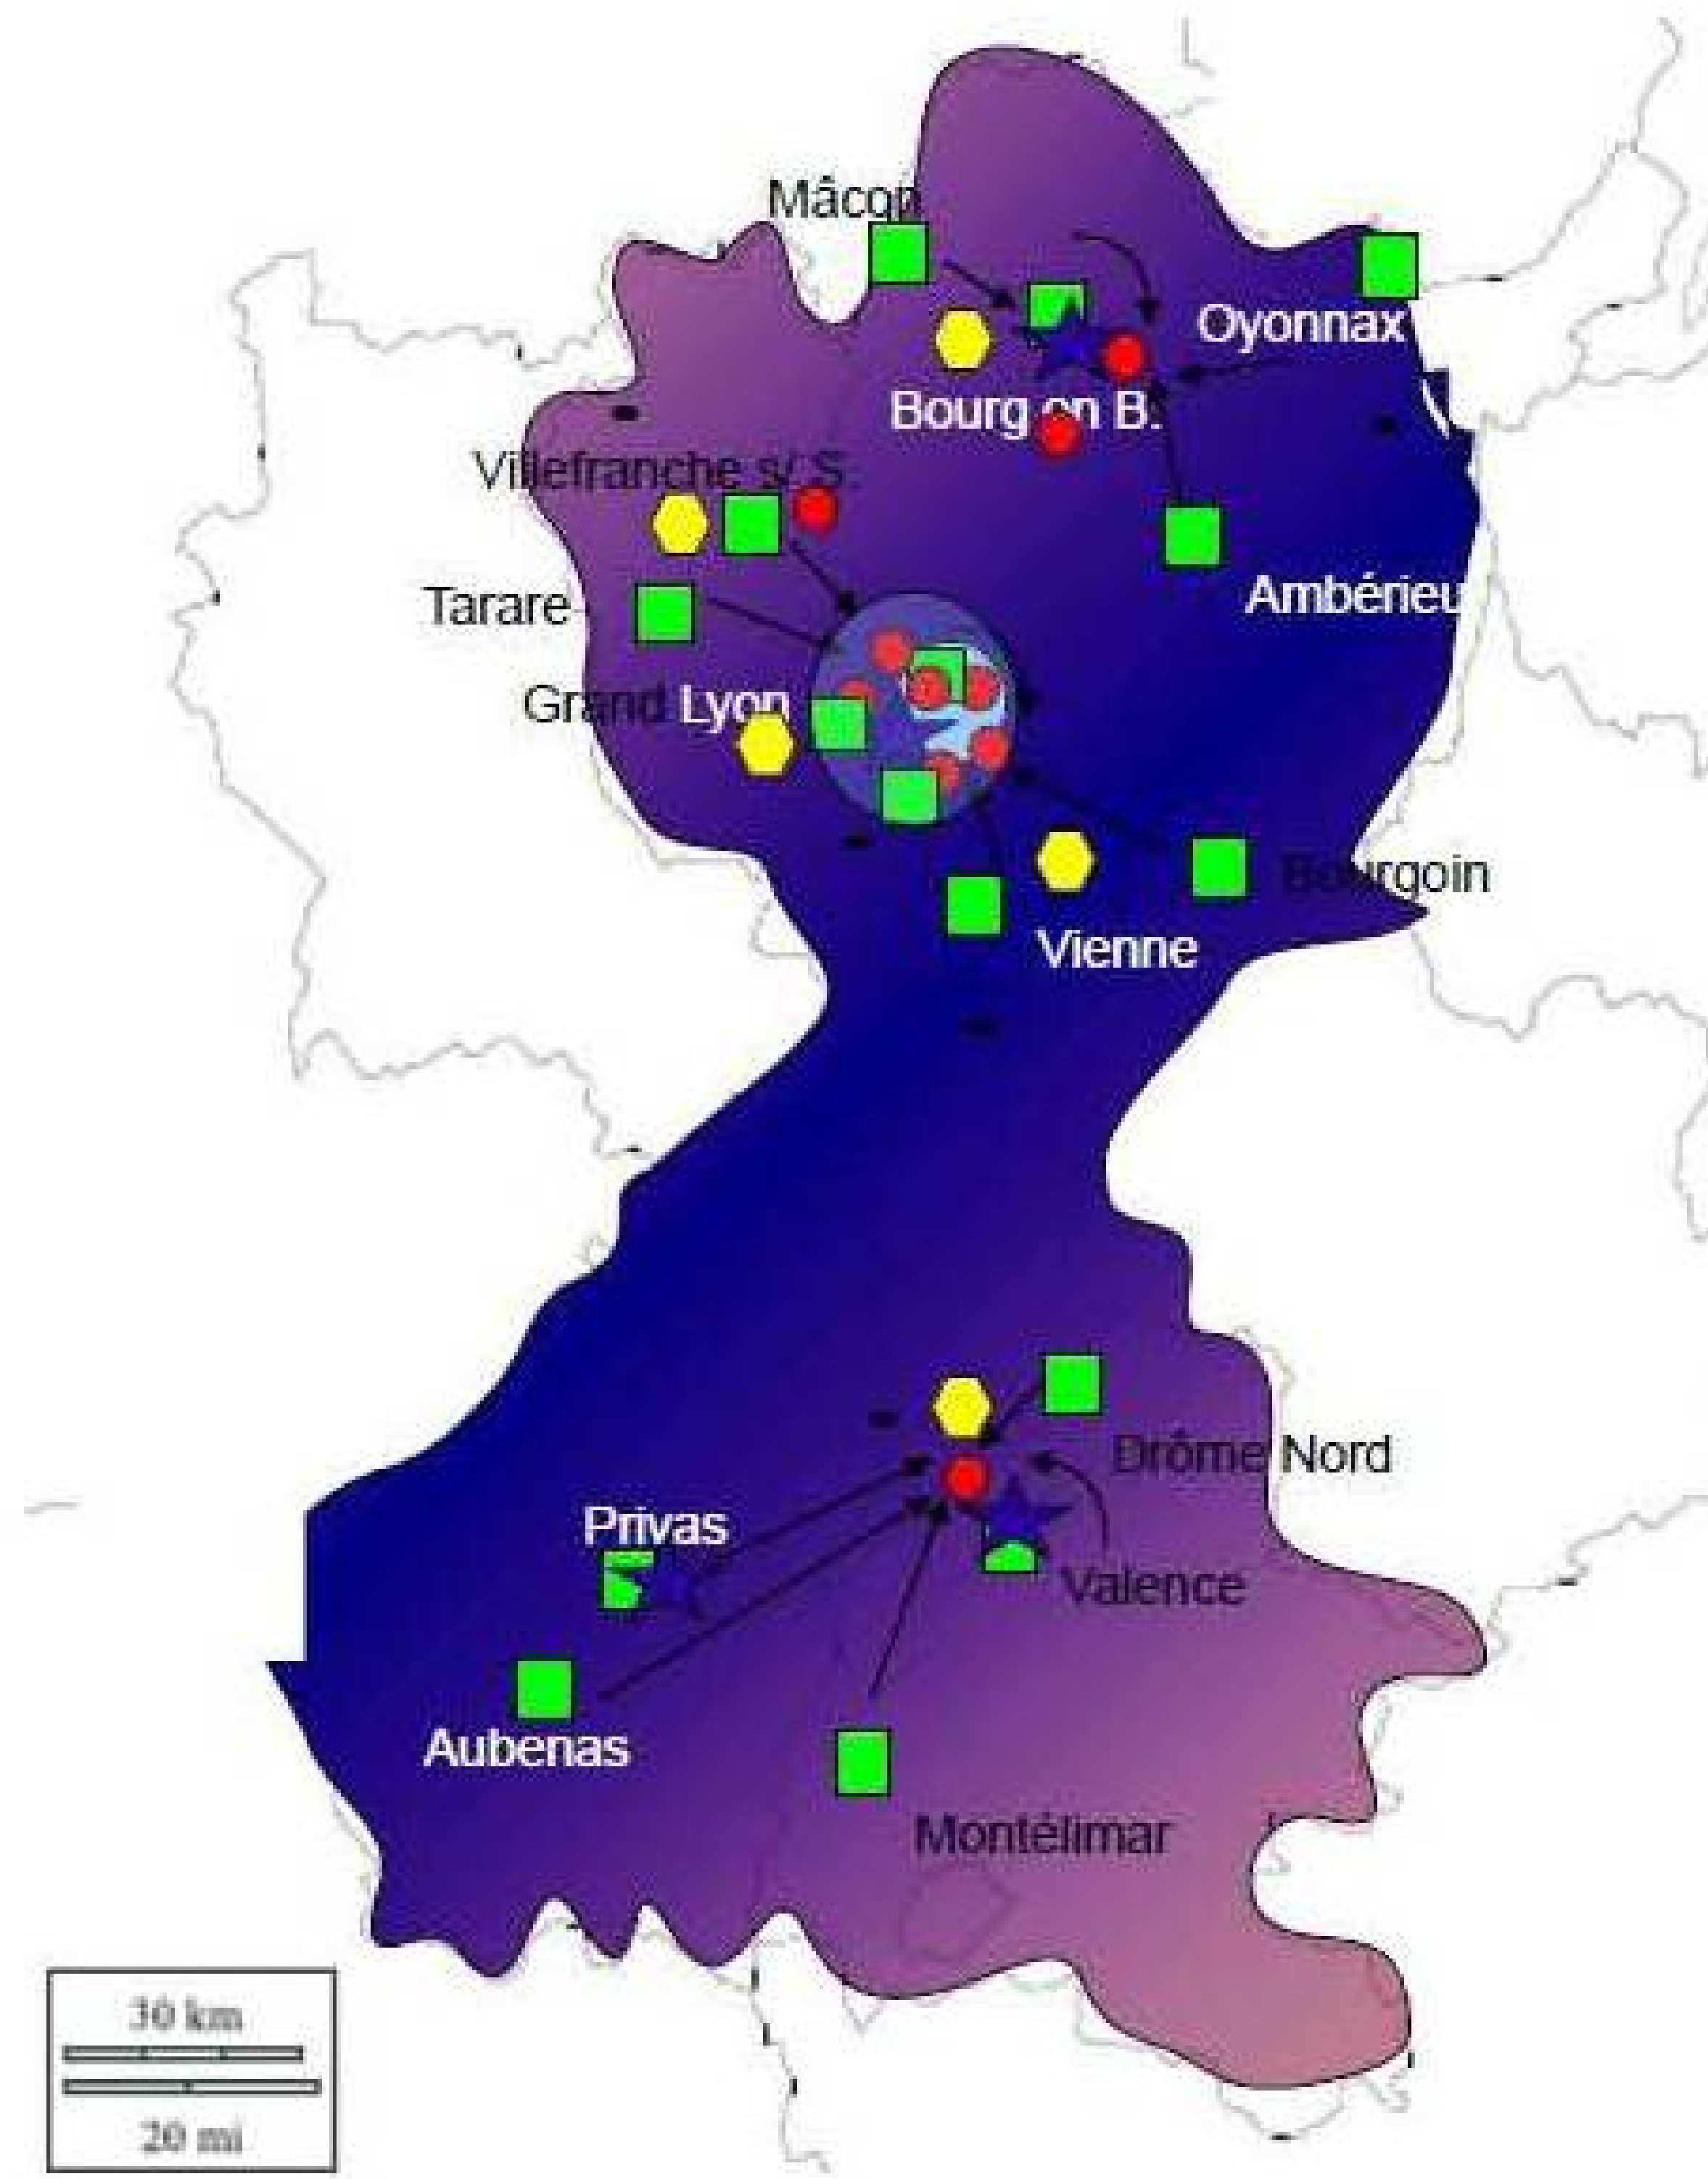 Mâcon
Oyonnax
Bourg en B.
Villefranche s/ S.
Ambérieu
Tarare
Grand Lyon
Bourgoin
Vienne
Drôme Nord
Privas
Valence
Aubenas
Montélimar
30 km
20 mi